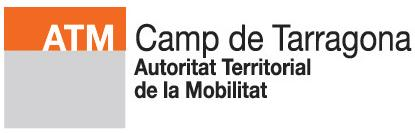 ATM Camp de Tarragona
Autoritat Territorial
de la Mobilitat